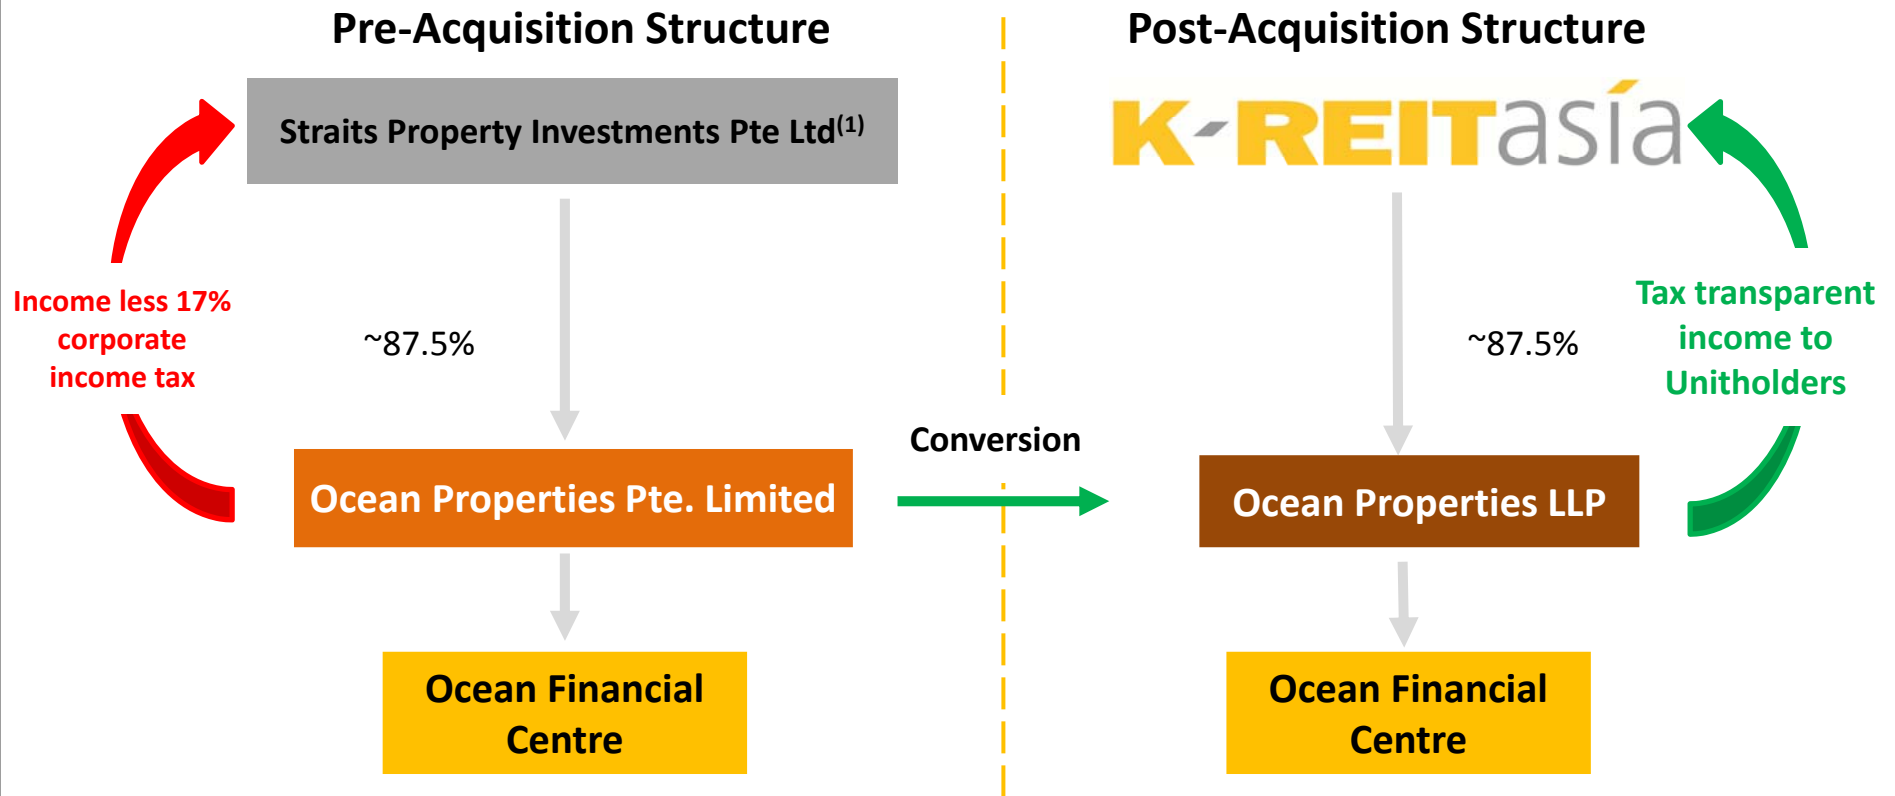 Pre-Acquisition Structure
Straits Property Investments Pte Ltd(1)
Income less 17%
corporate
income tax
~87.5%
Ocean Properties Pte. Limited
Ocean Financial
Centre
Conversion
Post-Acquisition Structure
K-REITasía
~87.5%
Tax transparent
income to
Unitholders
Ocean Properties LLP
Ocean Financial
Centre